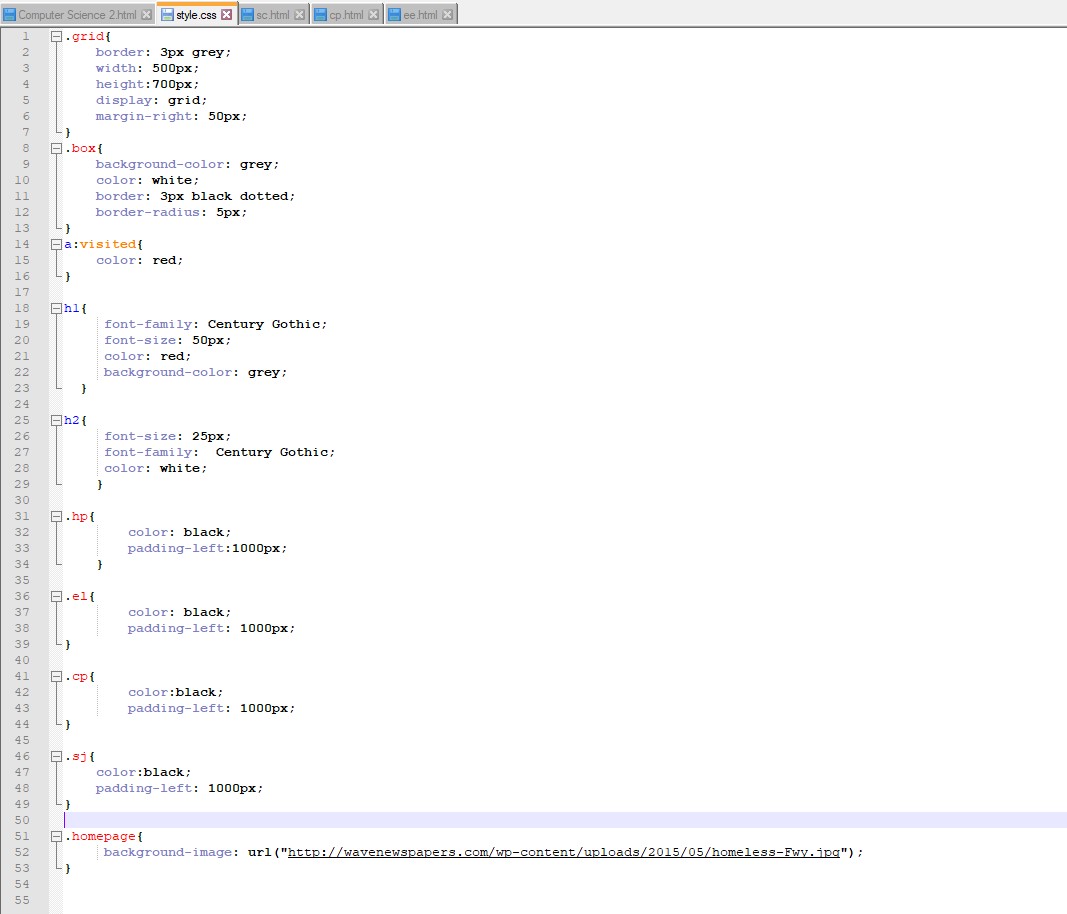 Computer Science 2.html style.css sc.html cp.html ee.html
1 .grid{
2 border: 3px grey;
3 width: 500px;
4 height:700px;
5 display: grid;
6 margin-right: 50px;
7 }
8 .box{
9 background-color: grey;
10 color: white;
11 border: 3px black dotted;
12 border-radius: 5px;
13 }
14 a:visited{
15 color: red;
16 }
17
18 h1{
19 font-family: Century Gothic;
20 font-size: 50px;
21 color: red;
22 background-color: grey;
23 }
24
25 h2{
26 font-size: 25px;
27 font-family:  Century Gothic;
28 color: white;
29 }
30
31 .hp{
32 color: black;
33 padding-left:1000px;
34 }
35
36 .el{
37 color: black;
38 padding-left: 1000px;
39 }
40
41 .cp{
42 color:black;
43 padding-left: 1000px;
44 }
45
46 .sj{
47 color:black;
48 padding-left: 1000px;
49 }
50
51 .homepage{
52 background-image: url("http://wavenewspapers.com/wp-content/uploads/2015/05/homeless-Fwy.jpg");
53 }
54
55